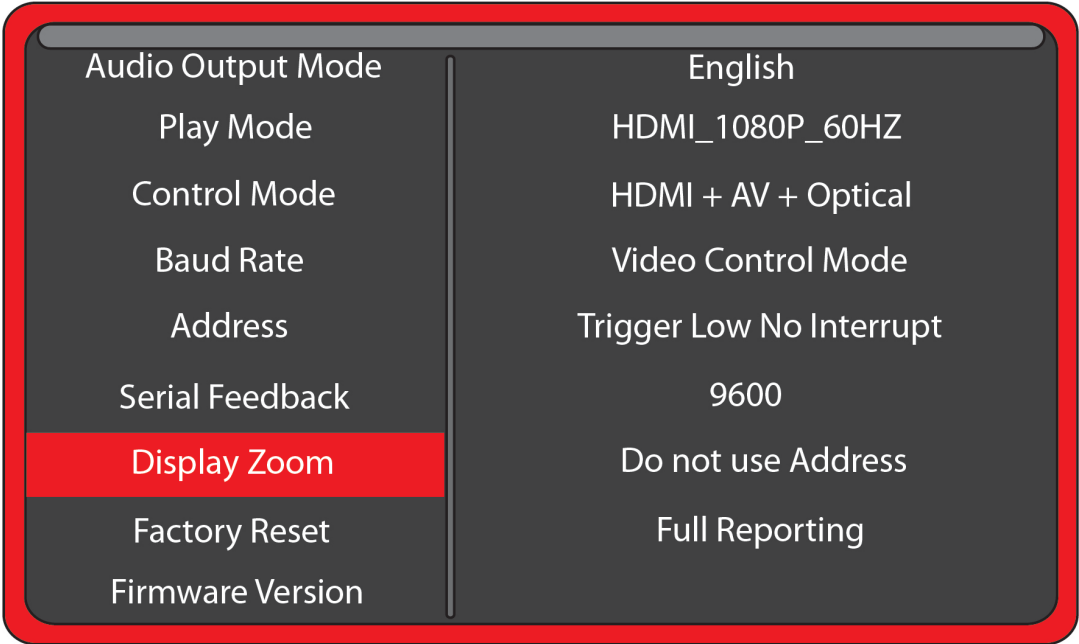 Audio Output Mode English
Play Mode HDMI_1080P_60HZ
Control Mode HDMI + AV + Optical
Baud Rate Video Control Mode
Address Trigger Low No Interrupt
Serial Feedback 9600
Display Zoom Do not use Address
Factory Reset Full Reporting
Firmware Version